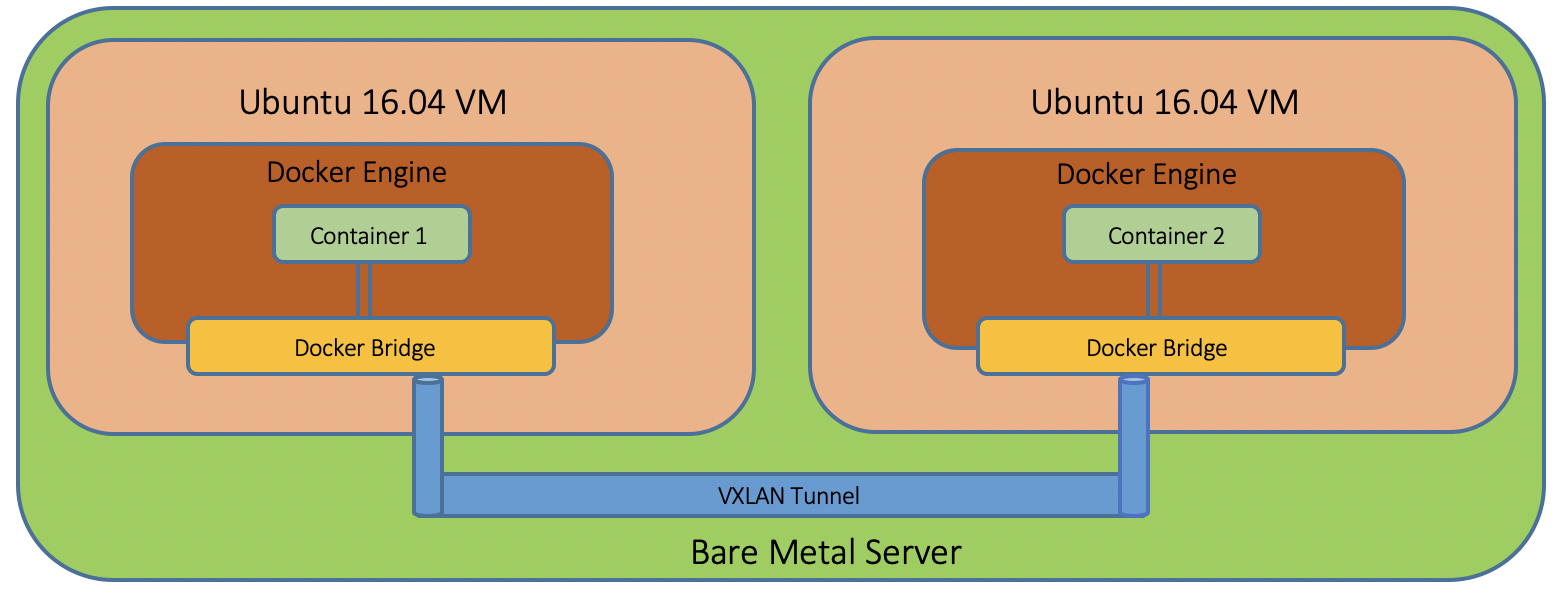 Ubuntu 16.04 VM
Docker Engine
Container 1
Docker Bridge
Ubuntu 16.04 VM
Docker Engine
Container 2
Docker Bridge
VXLAN Tunnel
Bare Metal Server